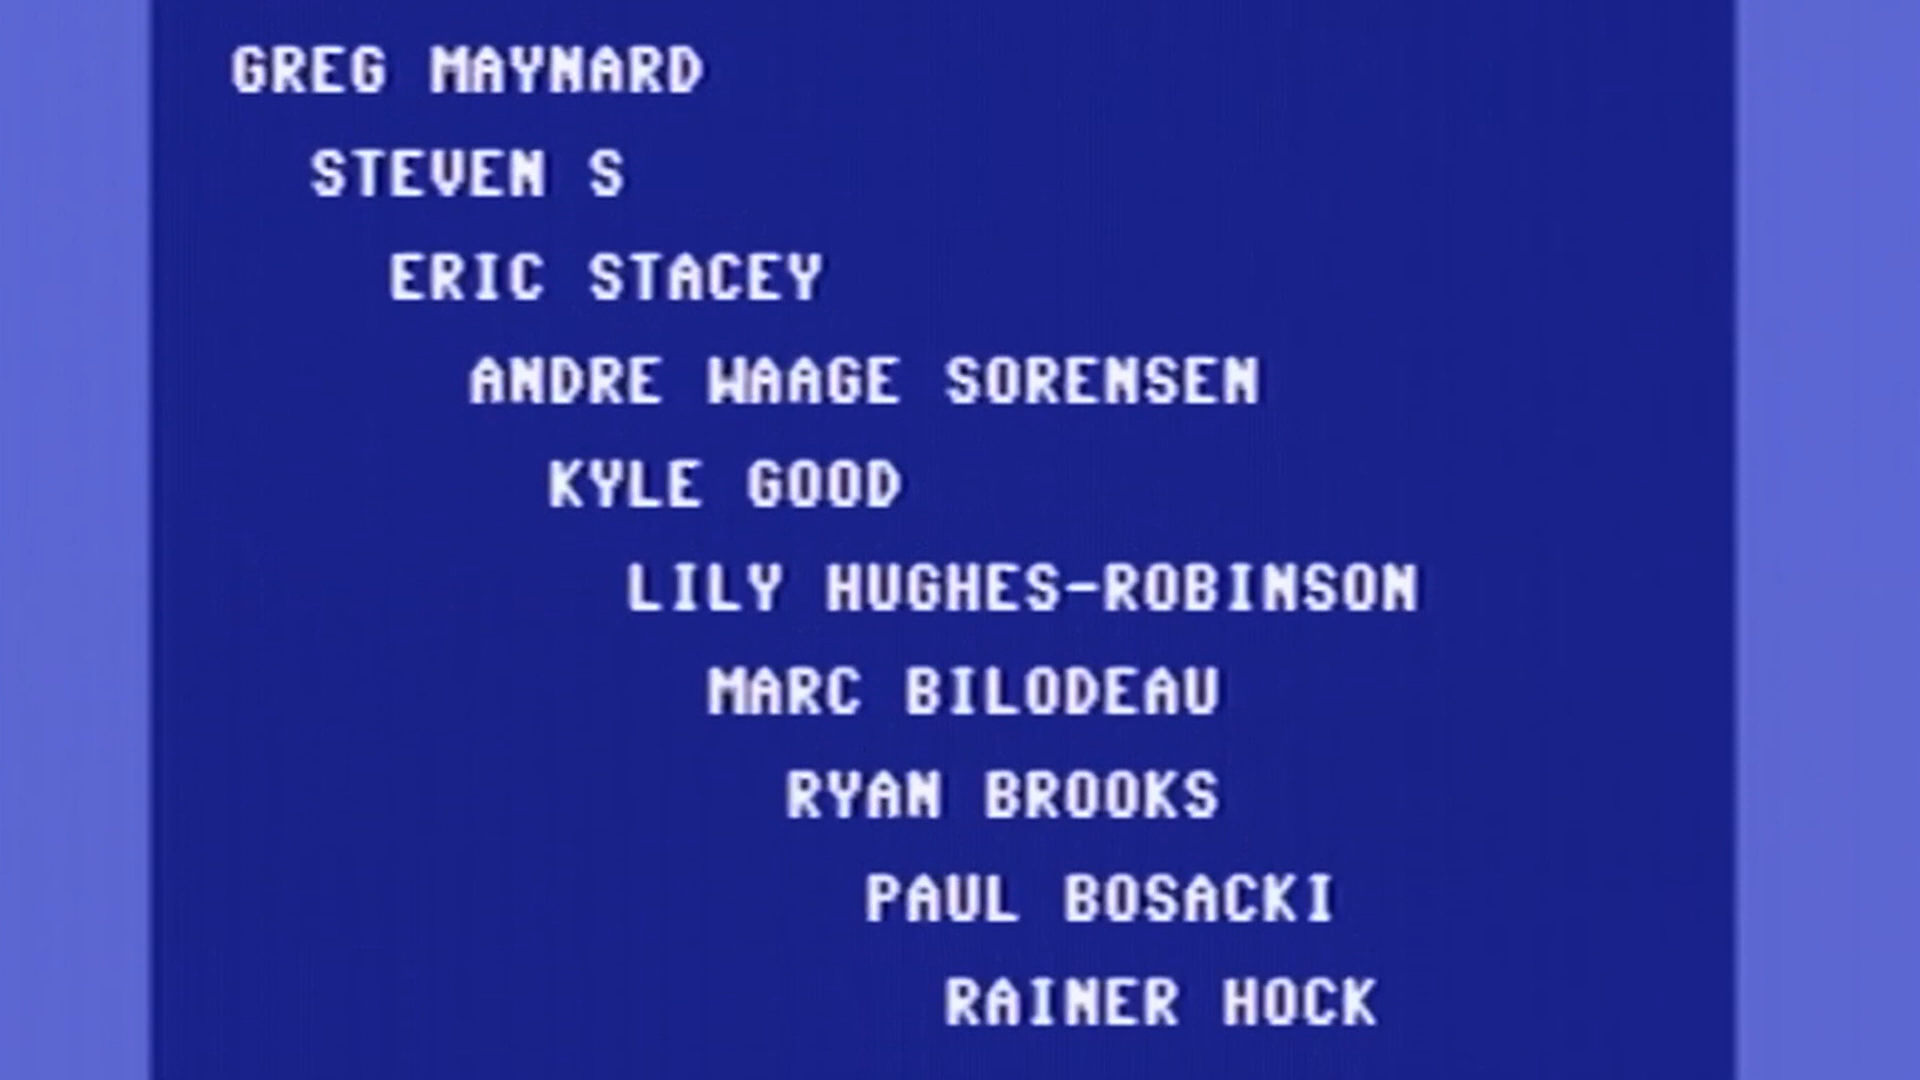 GREG MAYNARD
STEVEN S
ERIC STACEY
ANDRE WAAGE SORENSEN
KYLE GOOD
LILY HUGHES-ROBINSON
MARC BILODEAU
RYAN BROOKS
PAUL BOSACKI
RAINER HOCK